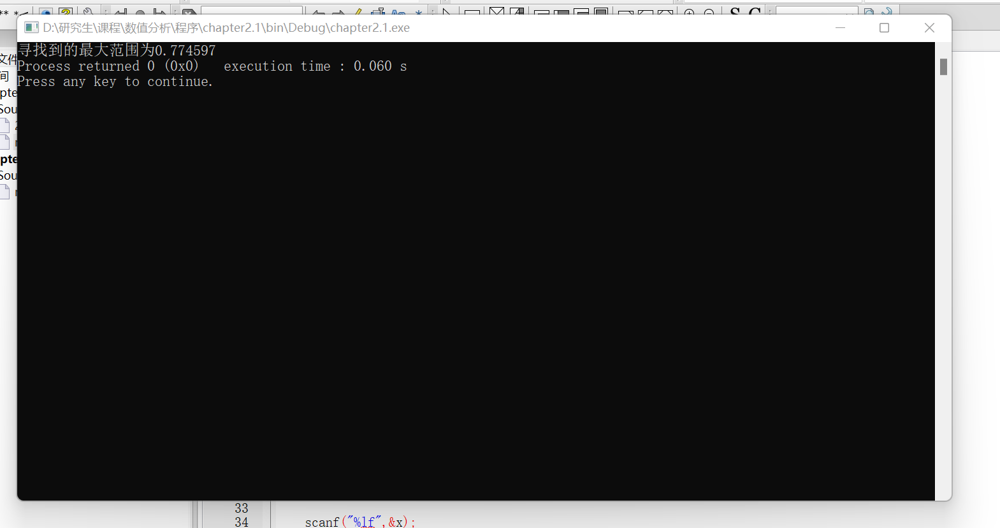 D:\研究生\课程\数值分析\程序\chapter2.1\bin\Debug\chapter2.1.exe
寻找到的最大范围为0.774597
Process returned 0 (0x0)   execution time : 0.060 s
Press any key to continue.
文件
间
pte
Sou
pte
Sou
33
34 scanf("%lf",&x);